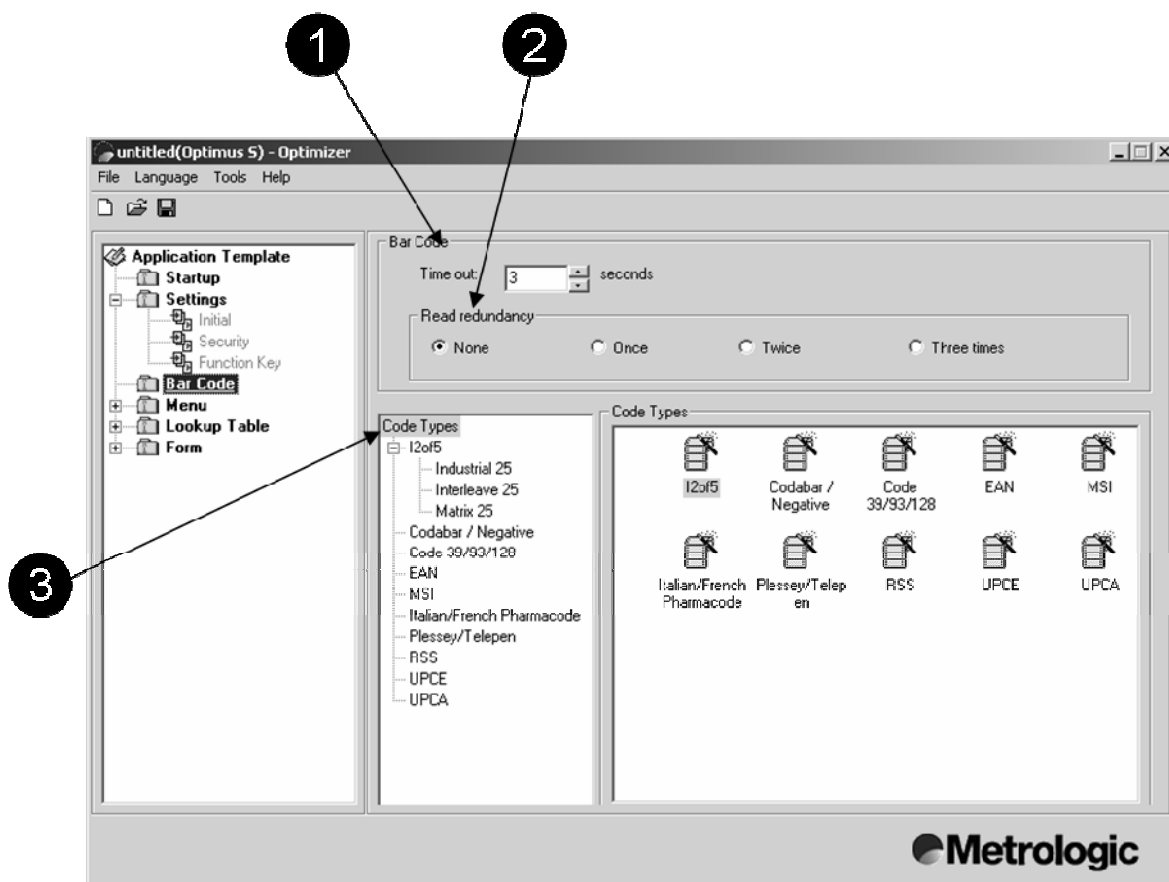 1
2
untitled(Optimus S) - Optimizer
File Language Tools Help
Application Template
Startup
Settings
Initial
Security
Function Key
Bar Code
Menu
Lookup Table
Form
Bar Code
Time out: 3 seconds
Read redundancy
None Once Twice Three times
3
Code Types
I2of5
Industrial 25
Interleave 25
Matrix 25
Codabar / Negative
Code 39/93/128
EAN
MSI
Italian/French Pharmacode
Plessey/Telepen
RSS
UPCE
UPCA
Code Types
I2of5 Codabar / Code EAN MSI
Negative 39/93/128
Italian/French Plessey/Telep RSS UPCE UPCA
Pharmacode en
Metrologic